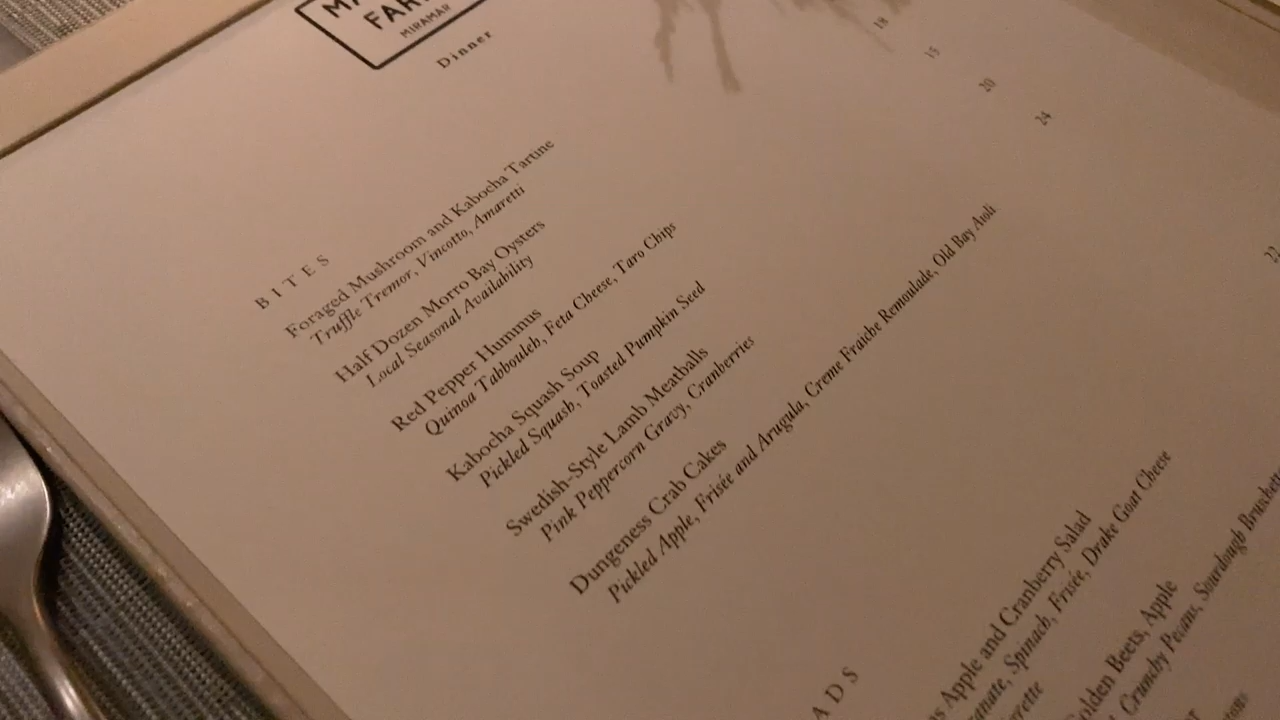 MIRAMAR
Dinner
BITES
Foraged Mushroom and Kabocha Tartine
Truffle Tremor, Vincotto, Amaretti
Half Dozen Morro Bay Oysters
Local Seasonal Availability
Red Pepper Hummus
Quinoa Tabbouleh, Feta Cheese, Taro Chips
Kabocha Squash Soup
Pickled Squash, Toasted Pumpkin Seed
Swedish-Style Lamb Meatballs
Pink Peppercorn Gravy, Cranberries
Dungeness Crab Cakes
Pickled Apple, Frisée and Arugula, Creme Fraiche Remoulade, Old Bay Aioli
18
15
20
24
22
ADS
Apple and Cranberry Salad
Spinach, Frisée, Drake Goat Cheese
Beets, Apple
Crunchy Pecans, Sourdough